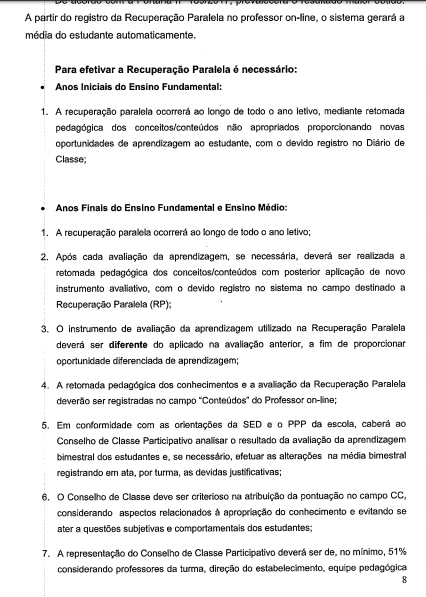 De acordo com a Portaria nº 189/2017, prevalecerá o resultado maior obtido.
A partir do registro da Recuperação Paralela no professor on-line, o sistema gerará a
média do estudante automaticamente.
Para efetivar a Recuperação Paralela é necessário:
• Anos Iniciais do Ensino Fundamental:
1. A recuperação paralela ocorrerá ao longo de todo o ano letivo, mediante retomada
pedagógica dos conceitos/conteúdos não apropriados proporcionando novas
oportunidades de aprendizagem ao estudante, com o devido registro no Diário de
Classe;
• Anos Finais do Ensino Fundamental e Ensino Médio:
1. A recuperação paralela ocorrerá ao longo de todo o ano letivo;
2. Após cada avaliação da aprendizagem, se necessária, deverá ser realizada a
retomada pedagógica dos conceitos/conteúdos com posterior aplicação de novo
instrumento avaliativo, com o devido registro no sistema no campo destinado a
Recuperação Paralela (RP);
3. O instrumento de avaliação da aprendizagem utilizado na Recuperação Paralela
deverá ser diferente do aplicado na avaliação anterior, a fim de proporcionar
oportunidade diferenciada de aprendizagem;
4. A retomada pedagógica dos conhecimentos e a avaliação da Recuperação Paralela
deverão ser registradas no campo "Conteúdos" do Professor on-line;
5. Em conformidade com as orientações da SED e o PPP da escola, caberá ao
Conselho de Classe Participativo analisar o resultado da avaliação da aprendizagem
bimestral dos estudantes e, se necessário, efetuar as alterações na média bimestral
registrando em ata, por turma, as devidas justificativas;
6. O Conselho de Classe deve ser criterioso na atribuição da pontuação no campo CC,
considerando aspectos relacionados à apropriação do conhecimento e evitando se
ater a questões subjetivas e comportamentais dos estudantes;
7. A representação do Conselho de Classe Participativo deverá ser de, no mínimo, 51%
considerando professores da turma, direção do estabelecimento, equipe pedagógica
8